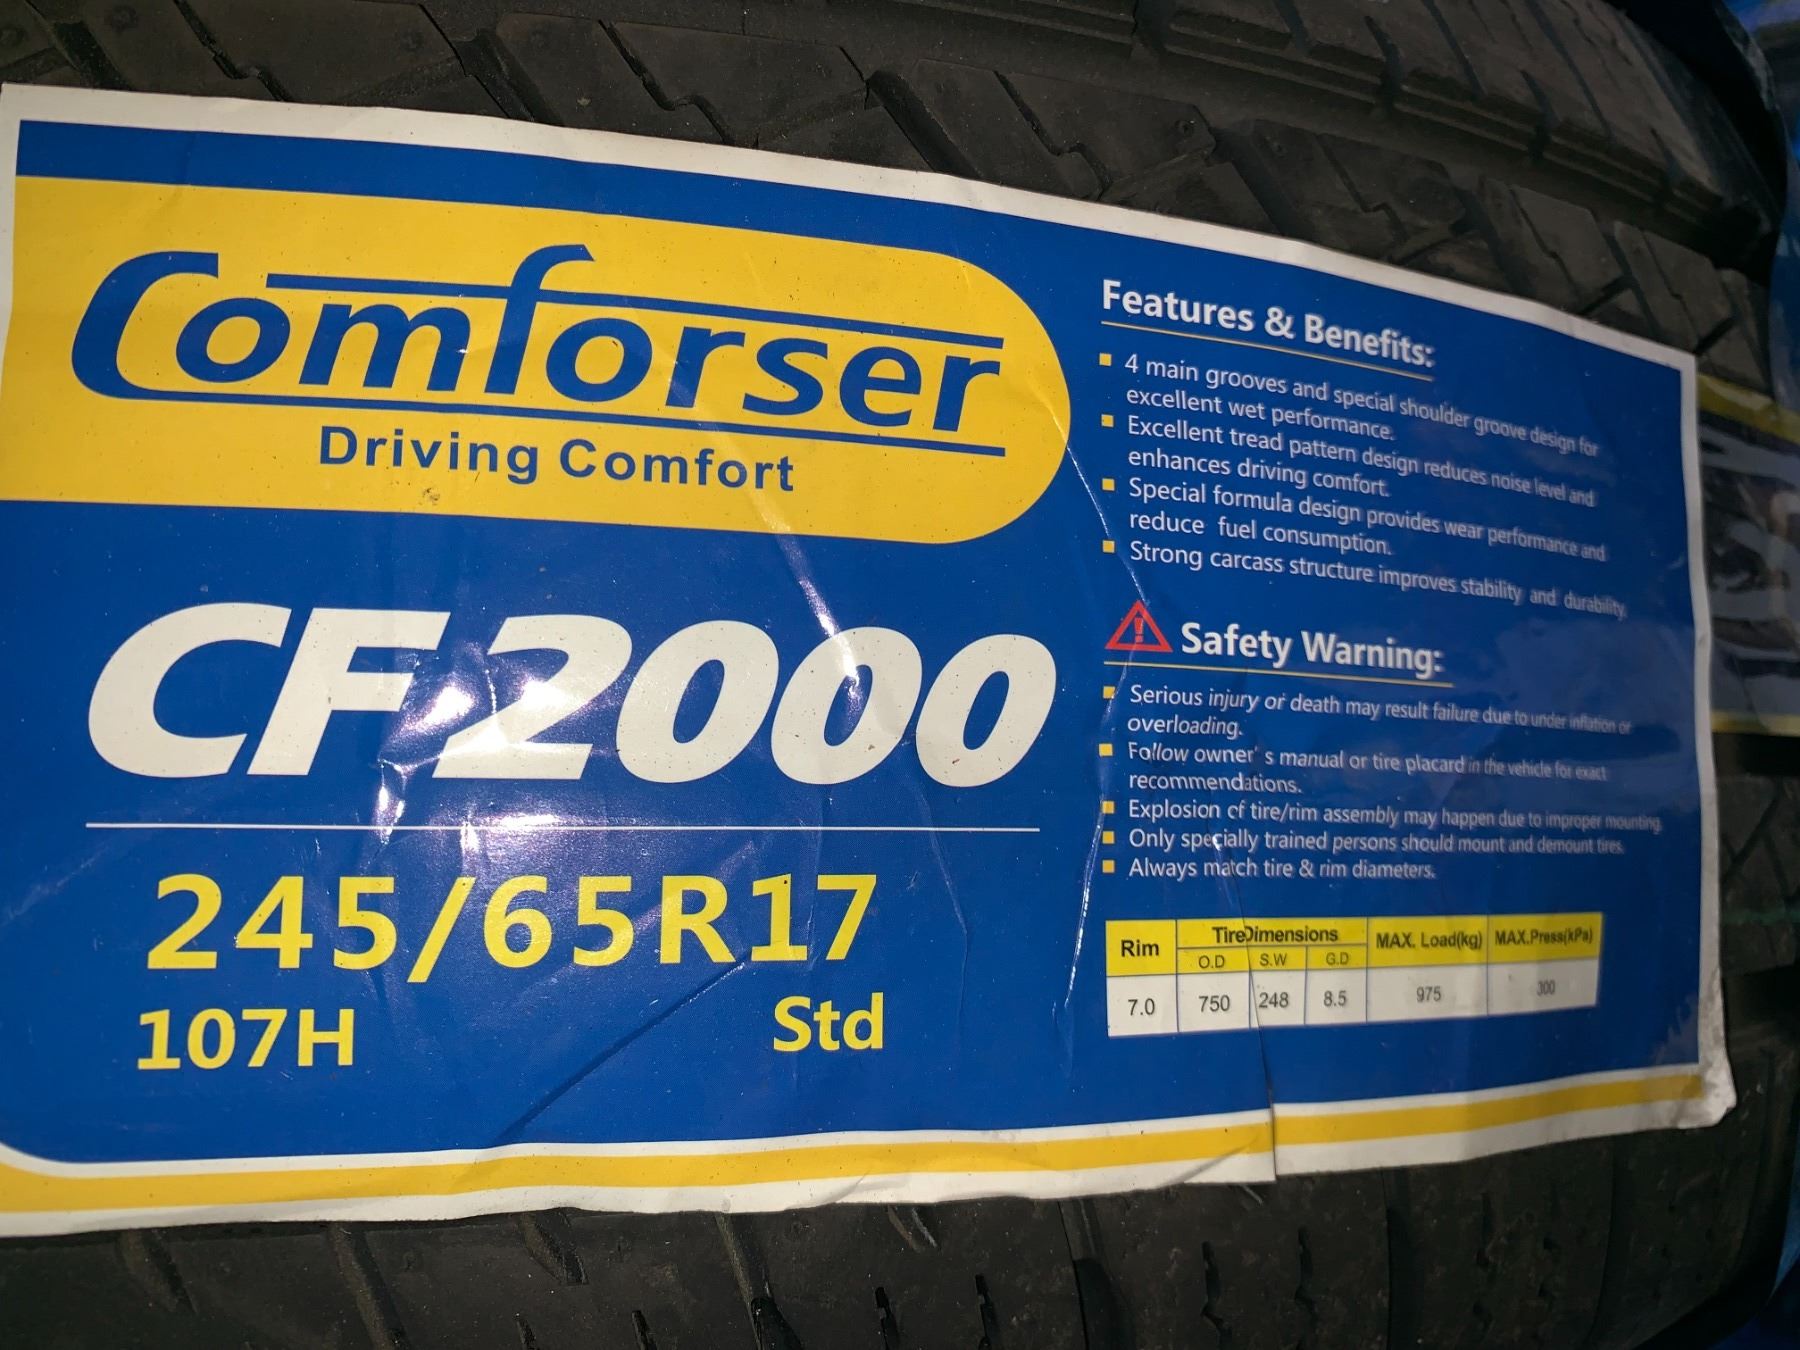 Comforser
Driving Comfort
CF2000
245/65R17
107H Std
Features & Benefits:
4 main grooves and special shoulder groove design for
excellent wet performance.
Excellent tread pattern design reduces noise level and
enhances driving comfort.
Special formula design provides wear performance and
reduce fuel consumption.
Strong carcass structure improves stability and durability.
Safety Warning:
Serious injury or death may result failure due to under inflation or
overloading.
Follow owner's manual or tire placard in the vehicle for exact
recommendations.
Explosion of tire/rim assembly may happen due to improper mounting.
Only specially trained persons should mount and demount tires.
Always match tire & rim diameters.
Rim TireDimensions MAX. Load(kg) MAX.Press(kPa)
O.D S.W G.D
7.0 750 248 8.5 975 300